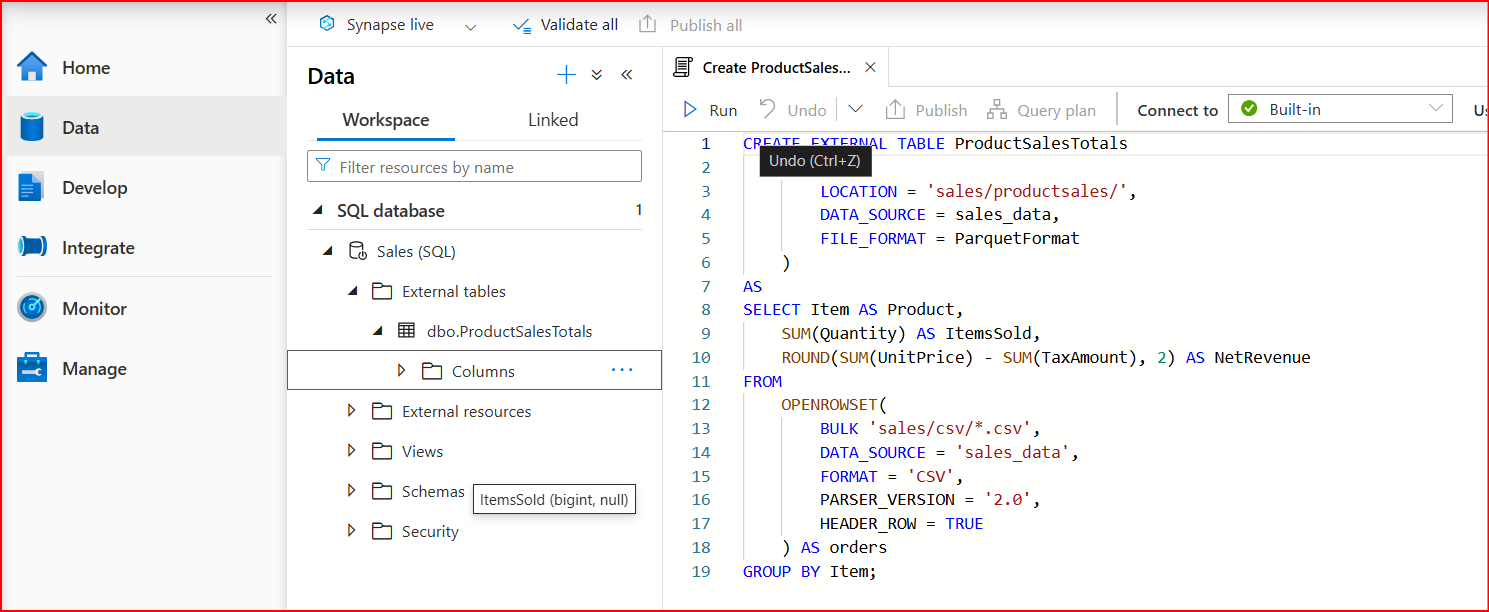 «
Synapse live
Validate all
Publish all
Home
Data
Develop
Integrate
Monitor
Manage
Data
Workspace
Linked
Filter resources by name
SQL database 1
Sales (SQL)
External tables
dbo.ProductSalesTotals
Columns ...
External resources
Views
Schemas
ItemsSold (bigint, null)
Security
Create ProductSales...
Run
Undo
Publish
Query plan
Connect to
Built-in
Undo (Ctrl+Z)
1 CREATE EXTERNAL TABLE ProductSalesTotals
2
3 LOCATION = 'sales/productsales/',
4 DATA_SOURCE = sales_data,
5 FILE_FORMAT = ParquetFormat
6 )
7 AS
8 SELECT Item AS Product,
9 SUM(Quantity) AS ItemsSold,
10 ROUND(SUM(UnitPrice) - SUM(TaxAmount), 2) AS NetRevenue
11 FROM
12 OPENROWSET(
13 BULK 'sales/csv/*.csv',
14 DATA_SOURCE = 'sales_data',
15 FORMAT = 'CSV',
16 PARSER_VERSION = '2.0',
17 HEADER_ROW = TRUE
18 ) AS orders
19 GROUP BY Item;